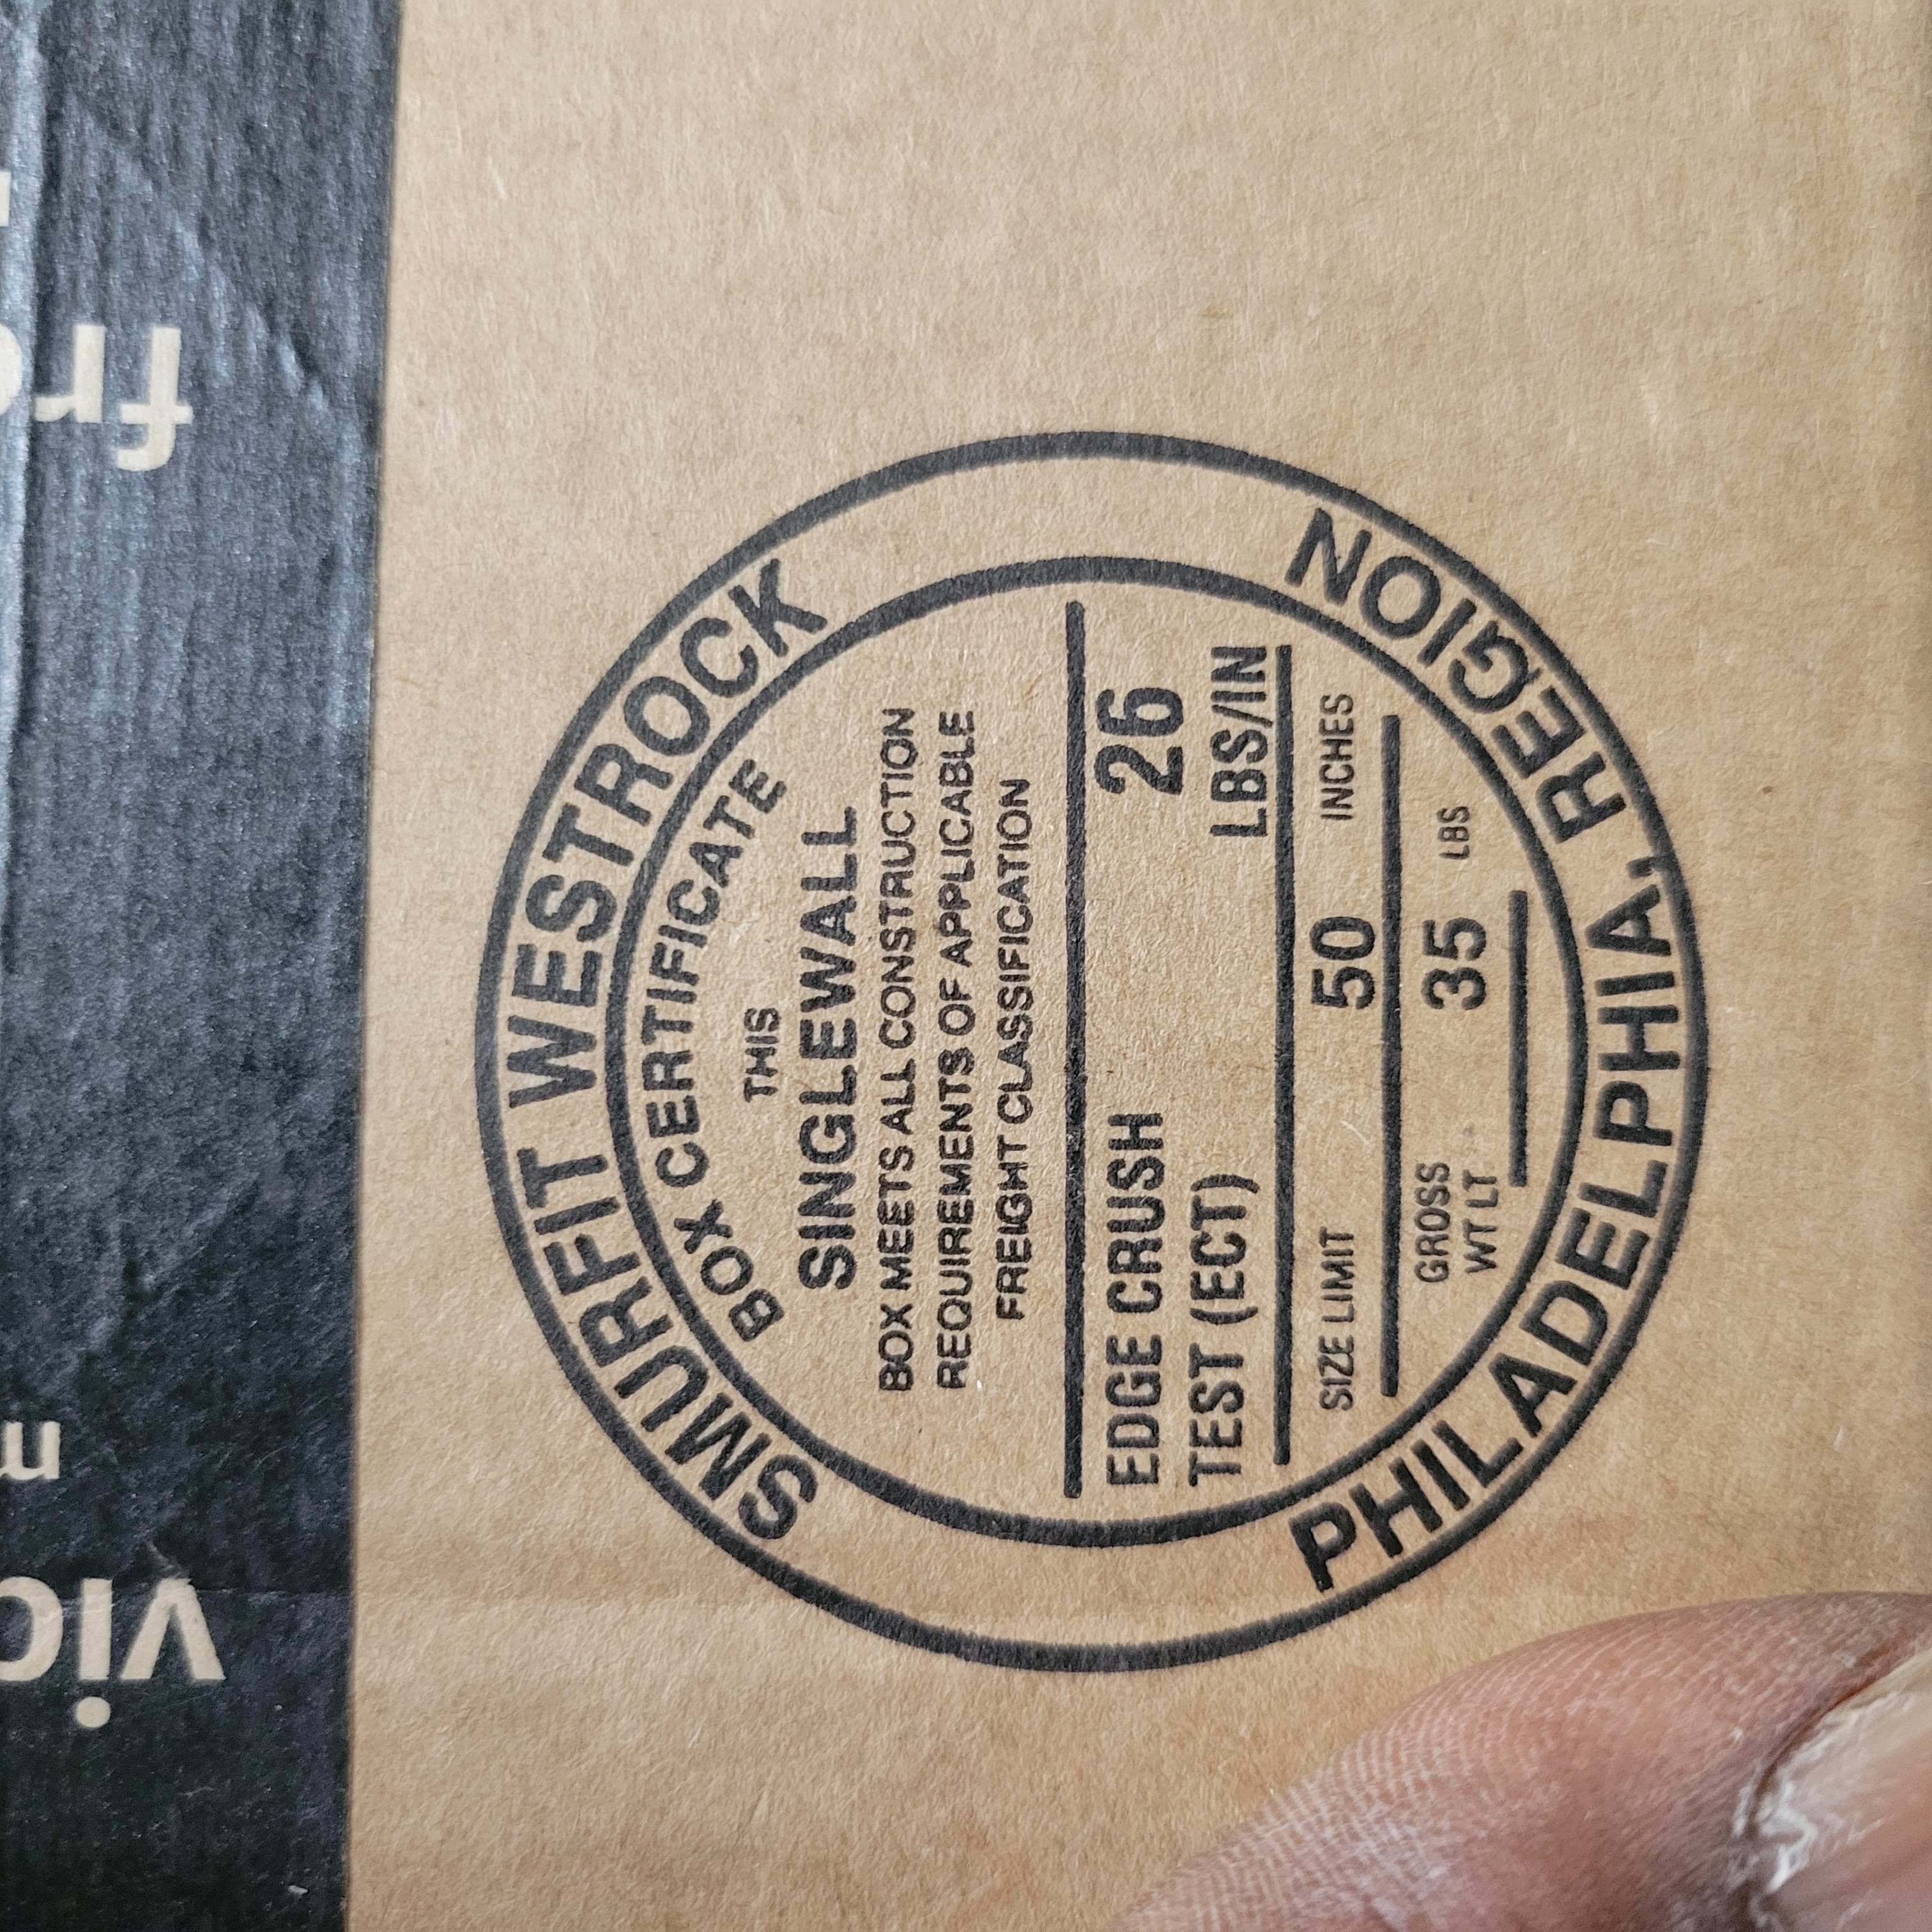 SMURFIT WESTROCK
BOX CERTIFICATE
THIS
SINGLEWALL
BOX MEETS ALL CONSTRUCTION
REQUIREMENTS OF APPLICABLE
FREIGHT CLASSIFICATION
EDGE CRUSH 26
TEST (ECT) LBS/IN
SIZE LIMIT 50 INCHES
GROSS
WT LT 35 LBS
PHILADELPHIA, REGION